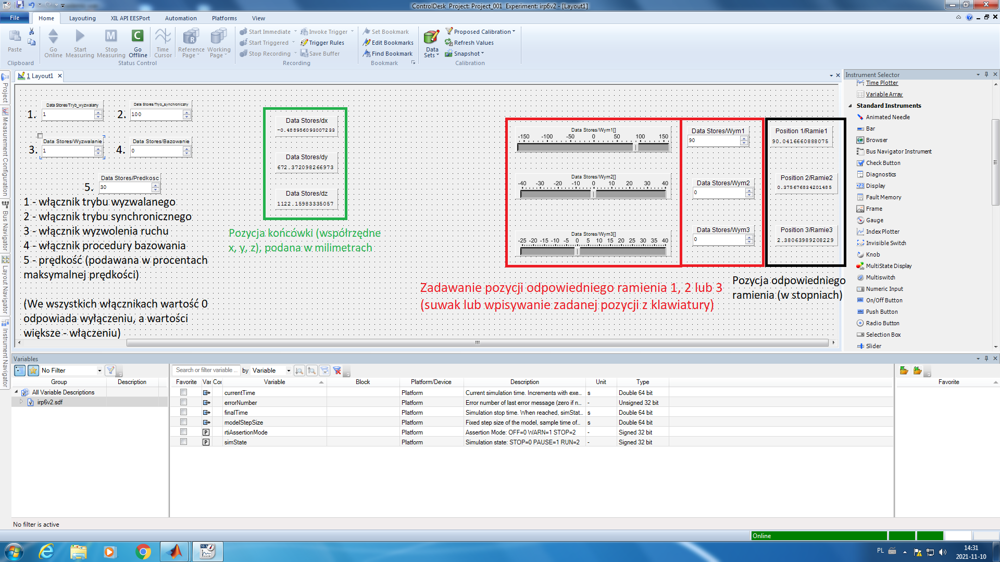 ControlDesk Project: Project_001 Experiment: irp6v2 - [Layout1]
File Home Layouting XIL API EESPort Automation Platforms View
Paste
Clipboard
Go Online
Start Measuring
Stop Measuring
Go Offline
Time Cursor
Reference Page
Working Page
Status Control
Start Immediate Invoke Trigger
Start Triggered Trigger Rules
Stop Recording Save Buffer
Recording
Set Bookmark
Edit Bookmarks
Find Bookmark
Bookmark
Data Sets
Proposed Calibration
Refresh Values
Snapshot
Calibration
Project
Measurement Configuration
Bus Navigator
Layout Navigator
Instrument Navigator
1 Layout1
Data Stores/Tryb_wyzwalany
1. 1
Data Stores/Tryb_synchroniczny
2. 100
Data Stores/Wyzwalanie
3. 1
Data Stores/Bazowanie
4. 0
Data Stores/Predkosc
5. 30
1 - włącznik trybu wyzwalanego
2 - włącznik trybu synchronicznego
3 - włącznik wyzwolenia ruchu
4 - włącznik procedury bazowania
5 - prędkość (podawana w procentach
maksymalnej prędkości)
(We wszystkich włącznikach wartość 0
odpowiada wyłączeniu, a wartości
większe - włączeniu)
Data Stores/dx
-0.488956093007233
Data Stores/dy
672.372098266973
Data Stores/dz
1122.15983335057
Pozycja końcówki (współrzędne
x, y, z), podana w milimetrach
Data Stores/Wym1[]
-150 -100 -50 0 50 100 150
Data Stores/Wym2[]
-40 -30 -20 -10 0 10 20 30 40
Data Stores/Wym3[]
-25 -20 -15 -10 -5 0 5 10 15 20 25 30 35 40
Data Stores/Wym1
90
Data Stores/Wym2
0
Data Stores/Wym3
0
Position 1/Ramie1
90.0416660888075
Position 2/Ramie2
0.375676834201485
Position 3/Ramie3
2.38063989208229
Zadawanie pozycji odpowiedniego ramienia 1, 2 lub 3
(suwak lub wpisywanie zadanej pozycji z klawiatury)
Pozycja odpowiedniego
ramienia (w stopniach)
Instrument Selector
Time Plotter
Variable Array
Standard Instruments
Animated Needle
Bar
Browser
Bus Navigator Instrument
Check Button
Diagnostics
Display
Fault Memory
Frame
Gauge
Index Plotter
Invisible Switch
Knob
MultiState Display
Multiswitch
Numeric Input
On/Off Button
Push Button
Radio Button
Selection Box
Slider
Variables
No Filter
Search or filter variable ... by Variable
Group Description
All Variable Descriptions
irp6v2.sdf
Favorite Var Cor Variable Block Platform/Device Description Unit Type
currentTime Platform Current simulation time. Increments with exe... s Double 64 bit
errorNumber Platform Error number of last error message (zero if n... - Unsigned 32 bit
finalTime Platform Simulation stop time. When reached, simStat... s Double 64 bit
modelStepSize Platform Fixed step size of the model, sample time of... s Double 64 bit
P rtiAssertionMode Platform Assertion Mode: OFF=0 WARN=1 STOP=2 - Signed 32 bit
P simState Platform Simulation state: STOP=0 PAUSE=1 RUN=2 - Signed 32 bit
Favorite
No filter is active
Online
PL
14:31
2021-11-10